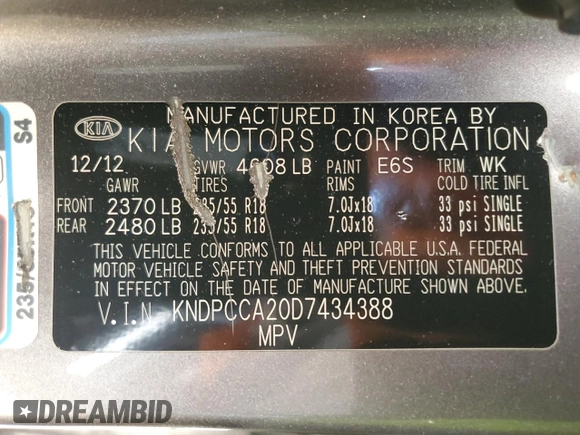 S4
235/
KIA
MANUFACTURED IN KOREA BY
KIA MOTORS CORPORATION
12/12 GVWR 4608 LB PAINT E6S TRIM WK
GAWR TIRES RIMS COLD TIRE INFL
FRONT 2370 LB 235/55 R18 7.0Jx18 33 psi SINGLE
REAR 2480 LB 235/55 R18 7.0Jx18 33 psi SINGLE
THIS VEHICLE CONFORMS TO ALL APPLICABLE U.S.A. FEDERAL
MOTOR VEHICLE SAFETY AND THEFT PREVENTION STANDARDS
IN EFFECT ON THE DATE OF MANUFACTURE SHOWN ABOVE.
V.I.N KNDPCCA20D7434388
MPV
DREAMBID